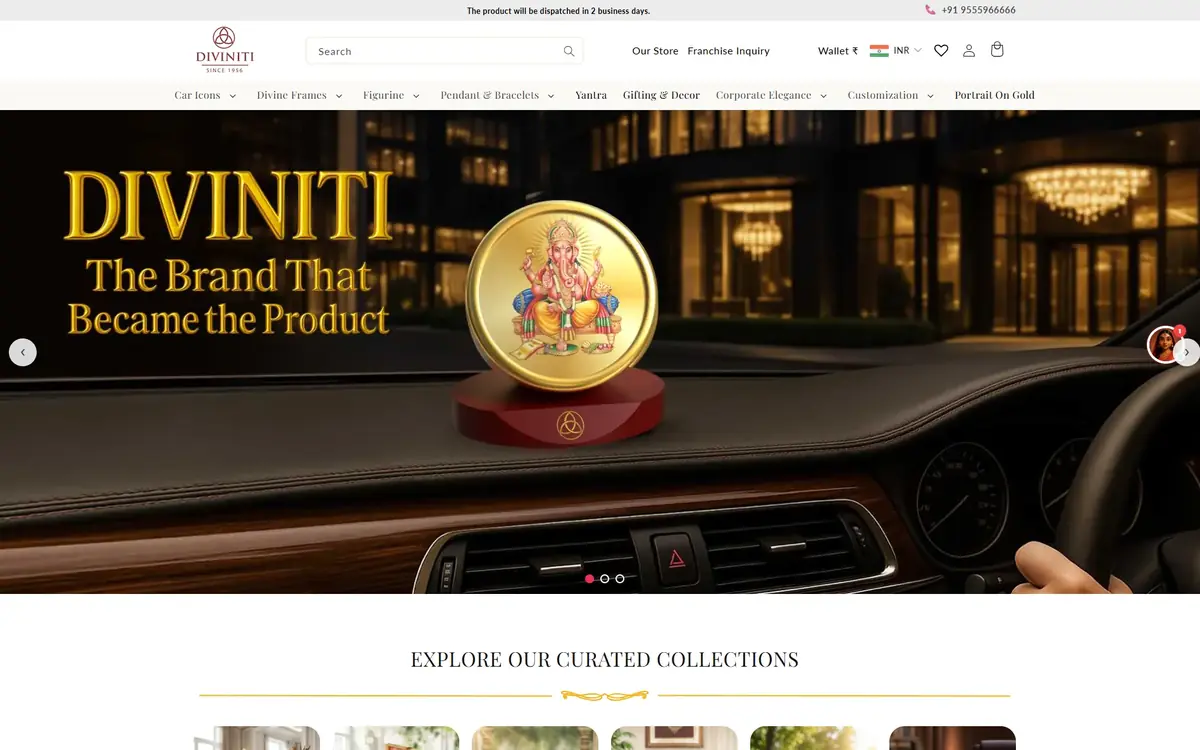 The product will be dispatched in 2 business days.
+91 9555966666
DIVINITI
SINCE 1956
Search
Our Store
Franchise Inquiry
Wallet ₹
INR
Car Icons
Divine Frames
Figurine
Pendant & Bracelets
Yantra
Gifting & Decor
Corporate Elegance
Customization
Portrait On Gold
DIVINITI
The Brand That
Became the Product
1
EXPLORE OUR CURATED COLLECTIONS